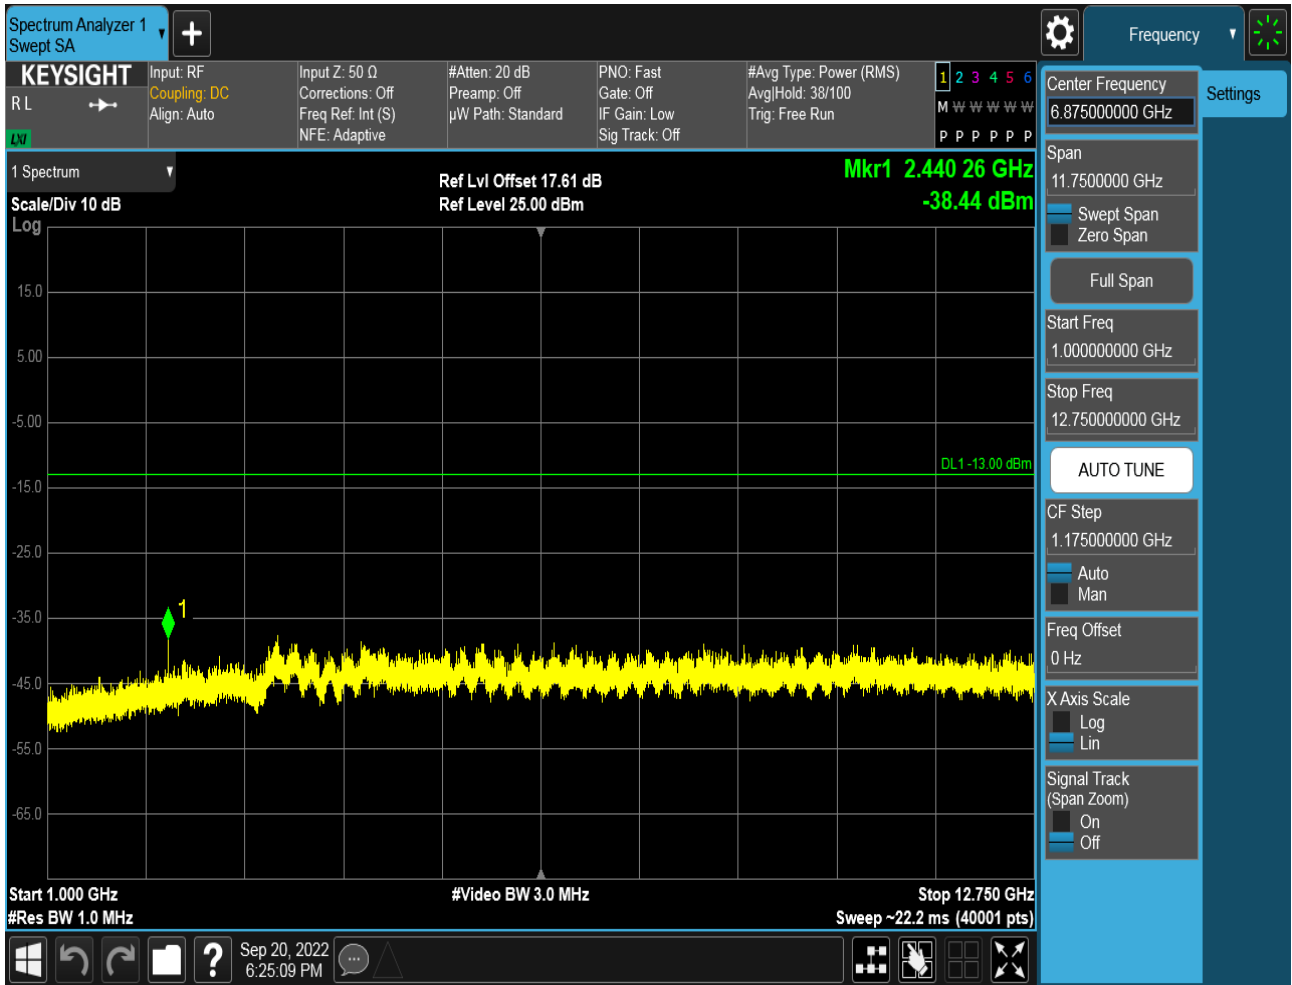 Spectrum Analyzer 1
Swept SA
+
Frequency
KEYSIGHT
R L
LXI
Input: RF
Coupling: DC
Align: Auto
Input Z: 50 Ω
Corrections: Off
Freq Ref: Int (S)
NFE: Adaptive
#Atten: 20 dB
Preamp: Off
µW Path: Standard
PNO: Fast
Gate: Off
IF Gain: Low
Sig Track: Off
#Avg Type: Power (RMS)
Avg|Hold: 38/100
Trig: Free Run
1 2 3 4 5 6
M W W W W W
P P P P P P
1 Spectrum
Scale/Div 10 dB
Log
Ref Lvl Offset 17.61 dB
Ref Level 25.00 dBm
Mkr1 2.440 26 GHz
-38.44 dBm
15.0
5.00
-5.00
DL1 -13.00 dBm
-15.0
-25.0
-35.0
1
-45.0
-55.0
-65.0
Start 1.000 GHz
#Video BW 3.0 MHz
Stop 12.750 GHz
#Res BW 1.0 MHz
Sweep ~22.2 ms (40001 pts)
?
Sep 20, 2022
6:25:09 PM
Center Frequency
6.875000000 GHz
Settings
Span
11.7500000 GHz
Swept Span
Zero Span
Full Span
Start Freq
1.000000000 GHz
Stop Freq
12.750000000 GHz
AUTO TUNE
CF Step
1.175000000 GHz
Auto
Man
Freq Offset
0 Hz
X Axis Scale
Log
Lin
Signal Track
(Span Zoom)
On
Off